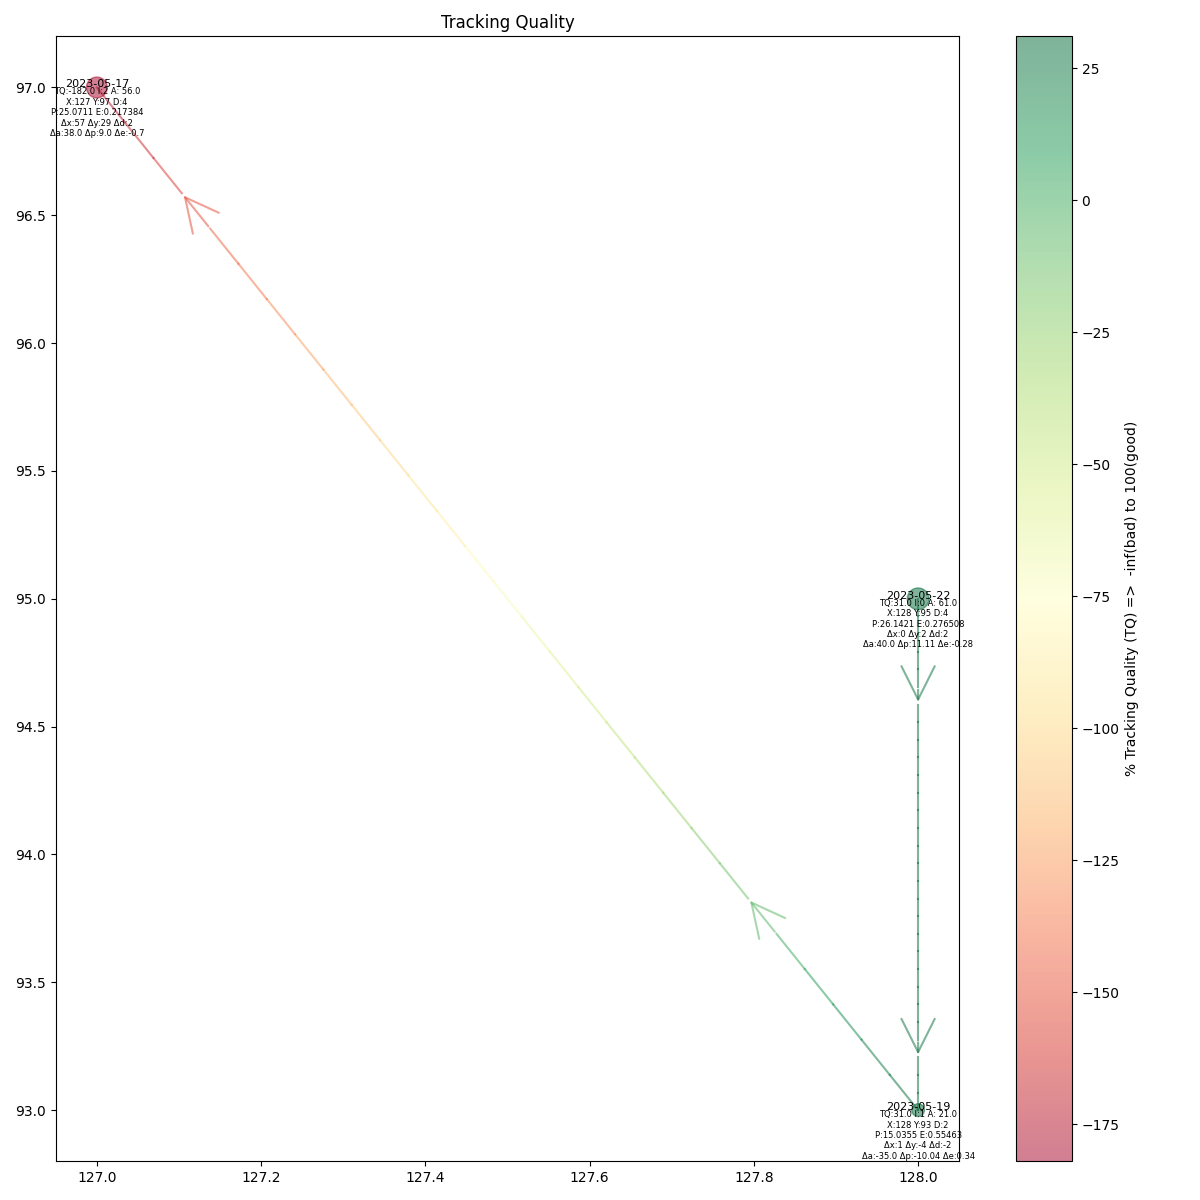 Tracking Quality
97.0
96.5
96.0
95.5
95.0
94.5
94.0
93.5
93.0
127.0
127.2
127.4
127.6
127.8
128.0
2023-05-17
TQ:-182.0 A: 56.0
X:127 Y:97 D:4
P:25.0711 E:0.217384
Δx:57 Δy:29 Δd:2
Δa:38.0 Δp:9.0 Δe:-0.7
2023-05-22
TQ:31.0 A: 61.0
X:128 Y:95 D:4
P:26.1421 E:0.276508
Δx:0 Δy:2 Δd:2
Δa:40.0 Δp:11.11 Δe:-0.28
2023-05-19
TQ:31.0 A: 21.0
X:128 Y:93 D:2
P:15.0355 E:0.55463
Δx:1 Δy:-4 Δd:-2
Δa:-35.0 Δp:-10.04 Δe:0.34
25
0
−25
−50
−75
−100
−125
−150
−175
% Tracking Quality (TQ) => -inf(bad) to 100(good)